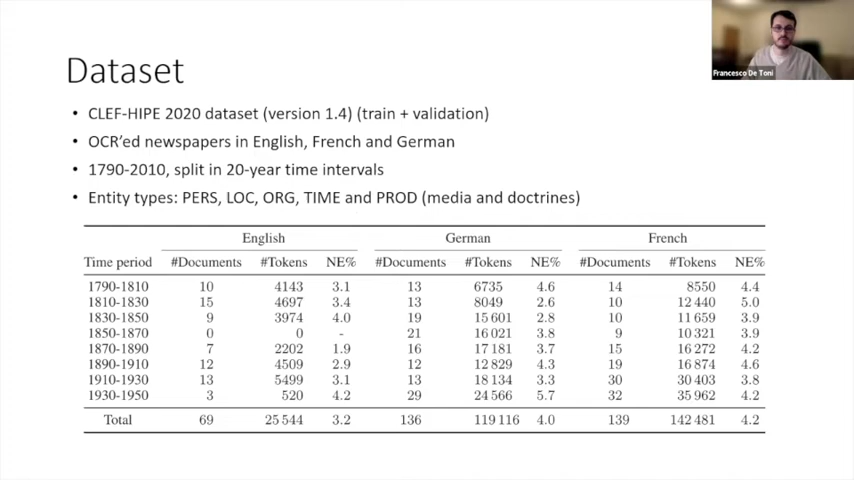 Francesco De Toni
Dataset
• CLEF-HIPE 2020 dataset (version 1.4) (train + validation)
• OCR'ed newspapers in English, French and German
• 1790-2010, split in 20-year time intervals
• Entity types: PERS, LOC, ORG, TIME and PROD (media and doctrines)
English German French
Time period #Documents #Tokens NE% #Documents #Tokens NE% #Documents #Tokens NE%
1790-1810 10 4143 3.1 13 6735 4.6 14 8550 4.4
1810-1830 15 4697 3.4 13 8049 2.6 10 12 440 5.0
1830-1850 9 3974 4.0 19 15 601 2.8 10 11 659 3.9
1850-1870 0 0 - 21 16 021 3.8 9 10 321 3.9
1870-1890 7 2202 1.9 16 17 181 3.7 15 16 272 4.2
1890-1910 12 4509 2.9 12 12 829 4.3 19 16 874 4.6
1910-1930 13 5499 3.1 13 18 134 3.3 30 30 403 3.8
1930-1950 3 520 4.2 29 24 566 5.7 32 35 962 4.2
Total 69 25 544 3.2 136 119 116 4.0 139 142 481 4.2